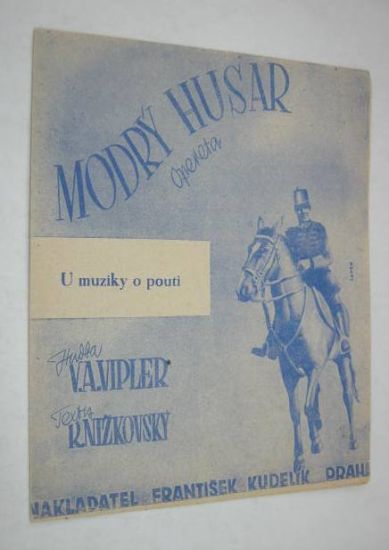 MODRÝ HUSAR
opereta
U muziky o pouti
Hudba
V.A.VIPLER
Texty
R.NIŽKOVSKÝ
NAKLADATEL FRANTIŠEK KUDELÍK PRAHA